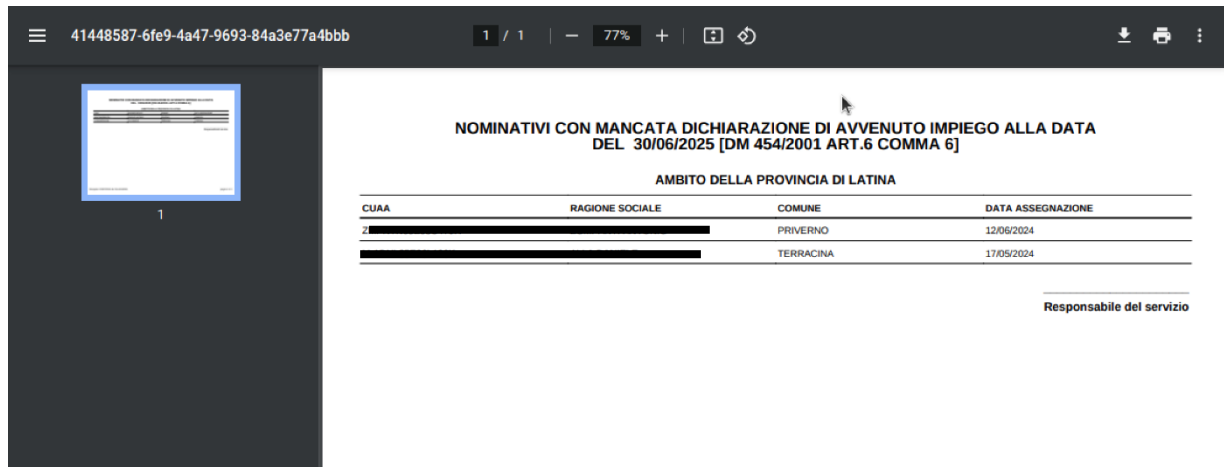 41448587-6fe9-4a47-9693-84a3e77a4bbb
1 / 1
77%
1
NOMINATIVI CON MANCATA DICHIARAZIONE DI AVVENUTO IMPIEGO ALLA DATA
DEL 30/06/2025 [DM 454/2001 ART.6 COMMA 6]
AMBITO DELLA PROVINCIA DI LATINA
CUAA RAGIONE SOCIALE COMUNE DATA ASSEGNAZIONE
PRIVERNO 12/06/2024
TERRACINA 17/05/2024
Responsabile del servizio